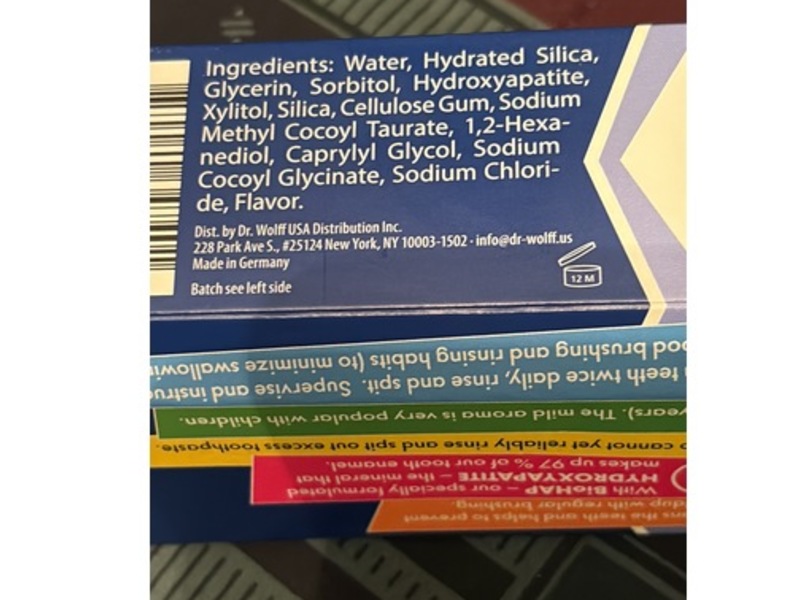 Ingredients: Water, Hydrated Silica,
Glycerin, Sorbitol, Hydroxyapatite,
Xylitol, Silica, Cellulose Gum, Sodium
Methyl Cocoyl Taurate, 1,2-Hexa-
nediol, Caprylyl Glycol, Sodium
Cocoyl Glycinate, Sodium Chlori-
de, Flavor.
Dist. by Dr. Wolff USA Distribution Inc.
228 Park Ave S., #25124 New York, NY 10003-1502 · info@dr-wolff.us
Made in Germany
Batch see left side
12 M
teeth twice daily, rinse and spit. Supervise and
brushing and rinsing habits (to minimize
years). The mild aroma is very popular with children.
cannot yet reliably rinse and spit out excess toothpaste.
With BioHAP – our specially formulated
HYDROXYAPATITE – the mineral that
makes up 97 % of our tooth enamel.
the teeth and helps to prevent
with regular brushing.